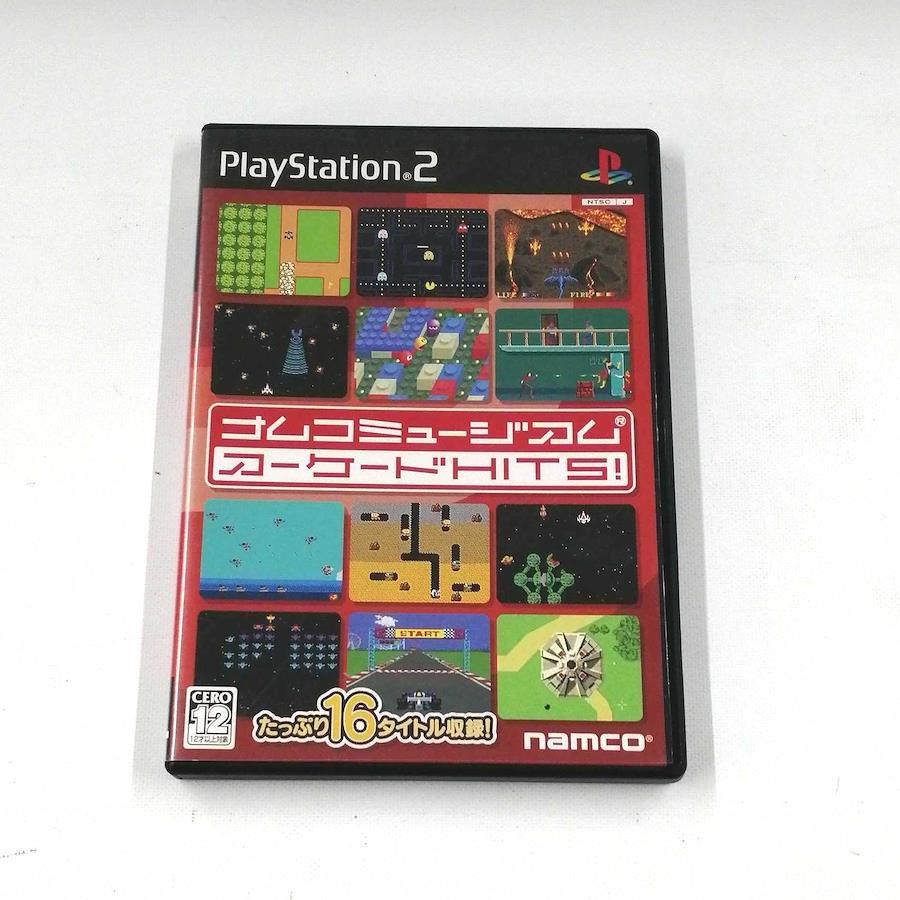 PlayStation®2
NTSC J
LIFE FIRE
ナムコミュージアム®
アーケードHITS!
START
CERO
12
12才以上対象
たっぷり16タイトル収録!
namco®